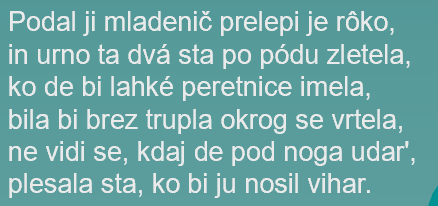 Podal ji mladenič prelepi je rôko,
in urno ta dvá sta po pódu zletela,
ko de bi lahké peretnice imela,
bila bi brez trupla okrog se vrtela,
ne vidi se, kdaj de pod noga udar',
plesala sta, ko bi ju nosil vihar.